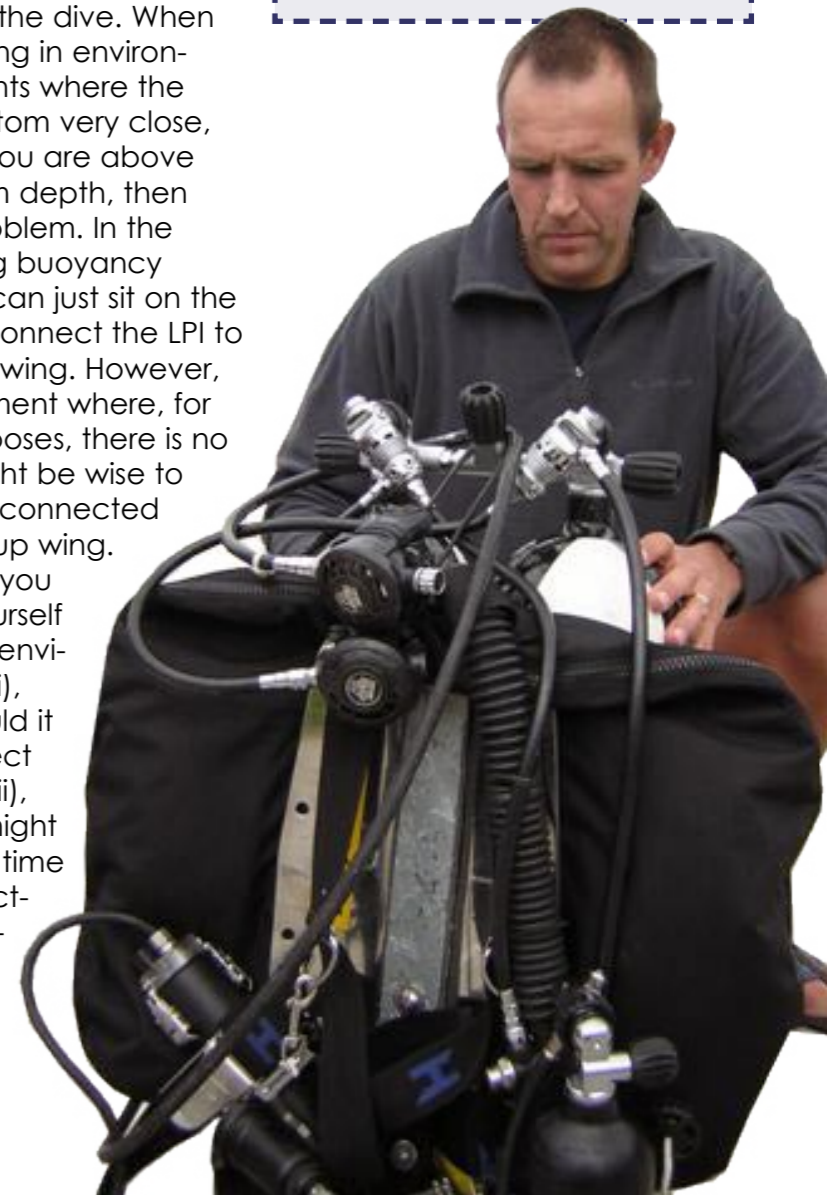 the dive. When
ng in environ-
nts where the
tom very close,
ou are above
n depth, then
oblem. In the
g buoyancy
can just sit on the
onnect the LPI to
wing. However,
ment where, for
poses, there is no
ht be wise to
connected
up wing.
you
urself
envi-
i),
ld it
ect
ii),
night
time
ct-
-
H
H